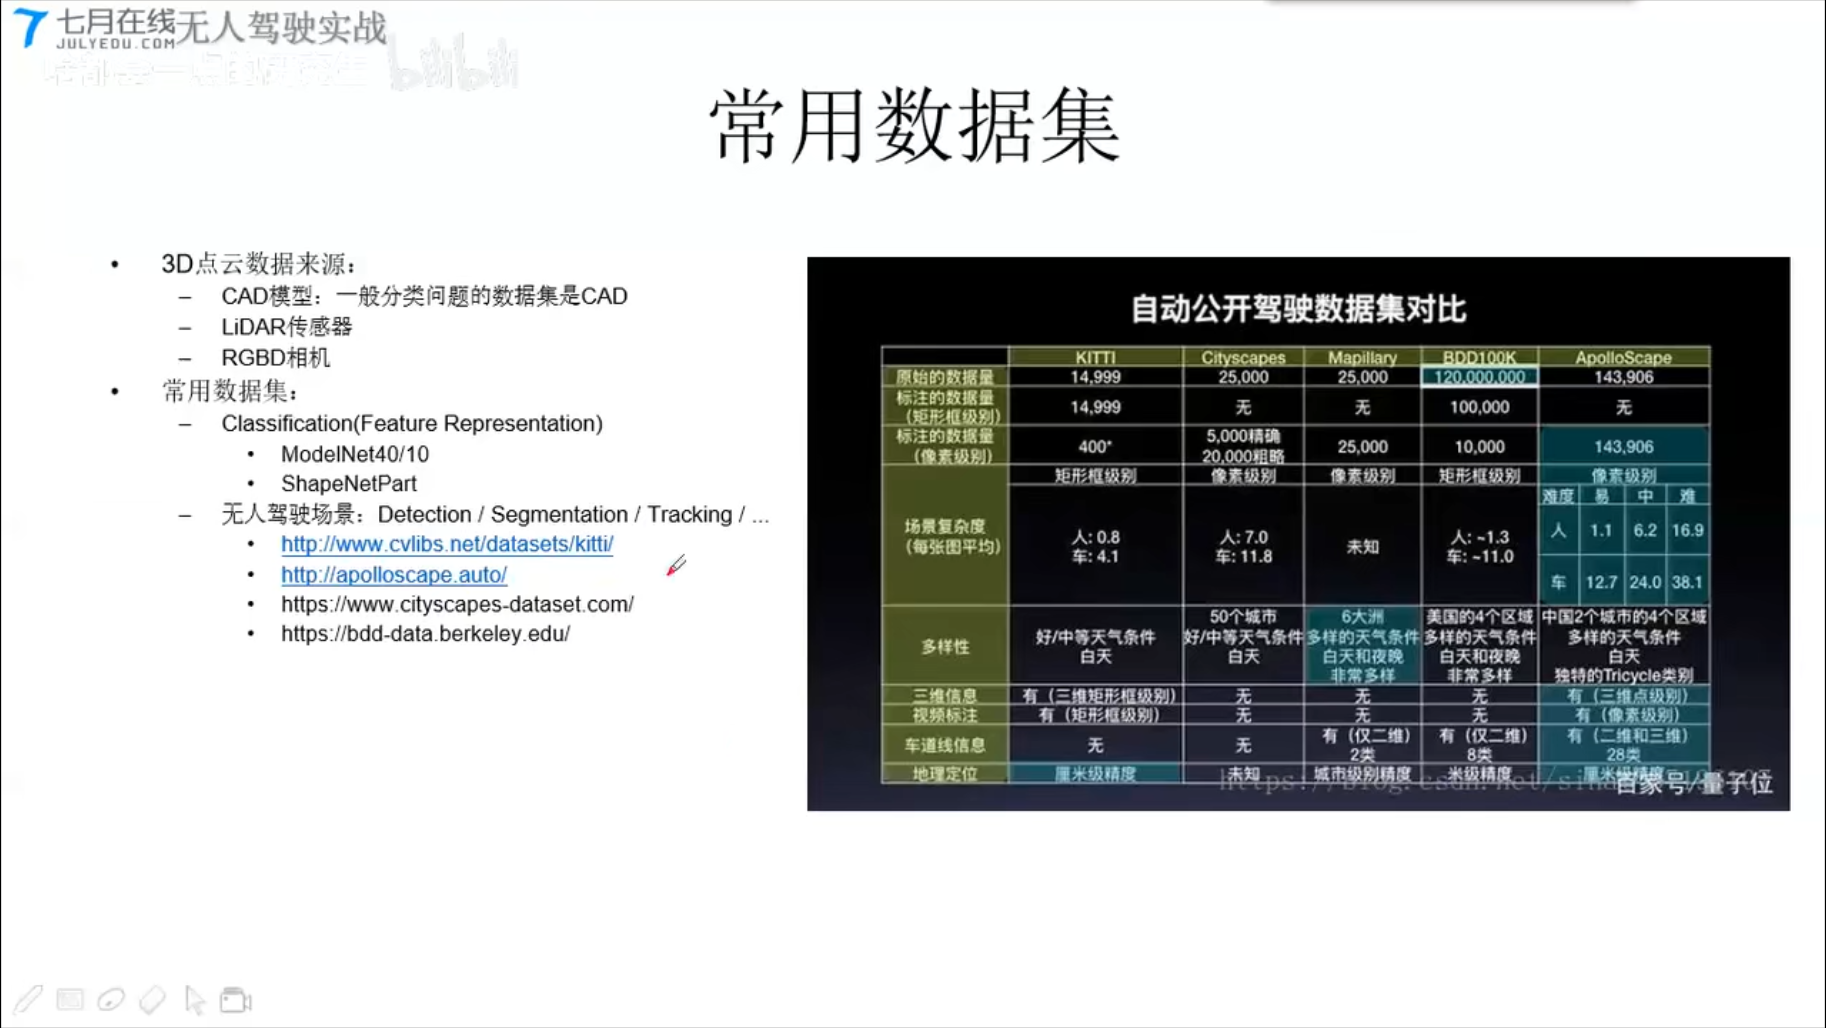 七月在线
JULYEDU.COM
无人驾驶实战
bilibili
常用数据集
• 3D点云数据来源：
– CAD模型：一般分类问题的数据集是CAD
– LiDAR传感器
– RGBD相机
• 常用数据集：
– Classification(Feature Representation)
• ModelNet40/10
• ShapeNetPart
– 无人驾驶场景：Detection / Segmentation / Tracking / ...
• http://www.cvlibs.net/datasets/kitti/
• http://apolloscape.auto/
• https://www.cityscapes-dataset.com/
• https://bdd-data.berkeley.edu/
自动公开驾驶数据集对比
KITTI Cityscapes Mapillary BDD100K ApolloScape
原始的数据量 14,999 25,000 25,000 120,000,000 143,906
标注的数据量
（矩形框级别） 14,999 无 无 100,000 无
标注的数据量
（像素级别） 400* 5,000精确
20,000粗略 25,000 10,000 143,906
矩形框级别 像素级别 像素级别 矩形框级别 像素级别
难度 易 中 难
场景复杂度
（每张图平均）
人: 0.8
车: 4.1
人: 7.0
车: 11.8
未知
人: ~1.3
车: ~11.0
人 1.1 6.2 16.9
车 12.7 24.0 38.1
多样性
好/中等天气条件
白天
50个城市
好/中等天气条件
白天
6大洲
多样的天气条件
白天和夜晚
非常多样
美国的4个区域
多样的天气条件
白天和夜晚
非常多样
中国2个城市的4个区域
多样的天气条件
白天
独特的Tricycle类别
三维信息 有（三维矩形框级别） 无 无 无 有（三维点级别）
视频标注 有（矩形框级别） 无 无 无 有（像素级别）
车道线信息 无 无 有（仅二维）
2类
有（仅二维）
8类
有（二维和三维）
28类
地理定位 厘米级精度 未知 城市级别精度 米级精度 厘米级精度
百家号/量子位